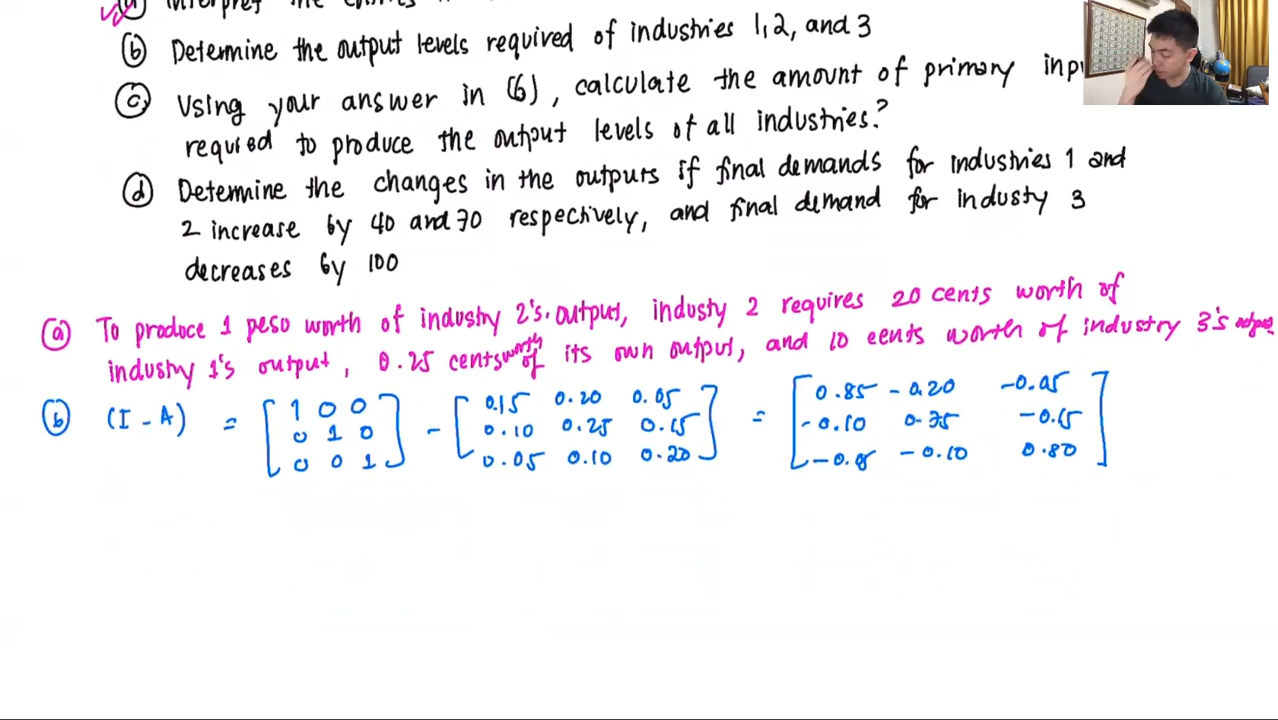 (a) Interpret the entries in
(b) Determine the output levels required of industries 1, 2, and 3
(c) Using your answer in (b), calculate the amount of primary inpu
required to produce the output levels of all industries?
(d) Determine the changes in the outputs if final demands for industries 1 and
2 increase by 40 and 70 respectively, and final demand for industy 3
decreases by 100
(a) To produce 1 peso worth of industry 2's output, industy 2 requires 20 cents worth of
industry 1's output, 0.25 cents worth of its own output, and 10 cents worth of industry 3's output
(b) (I - A) = [ 1 0 0 ] - [ 0.15 0.20 0.05 ] = [ 0.85 -0.20 -0.05 ]
[ 0 1 0 ] [ 0.10 0.25 0.15 ] [ -0.10 0.75 -0.15 ]
[ 0 0 1 ] [ 0.05 0.10 0.20 ] [ -0.05 -0.10 0.80 ]